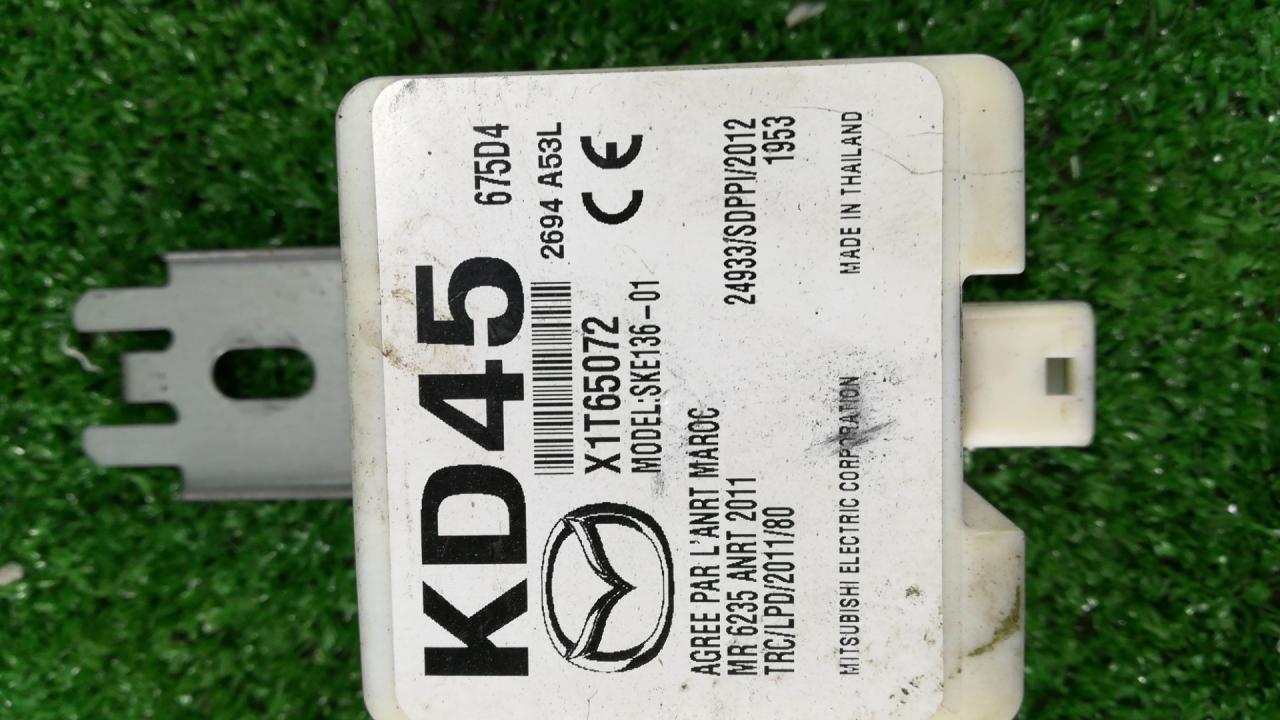 KD45 675D4
2694 A53L
X1T65072
MODEL:SKE136-01
CE
AGREE PAR L'ANRT MAROC
MR 6235 ANRT 2011
TRC/LPD/2011/80
24933/SDPPI/2012
1953
MITSUBISHI ELECTRIC CORPORATION MADE IN THAILAND